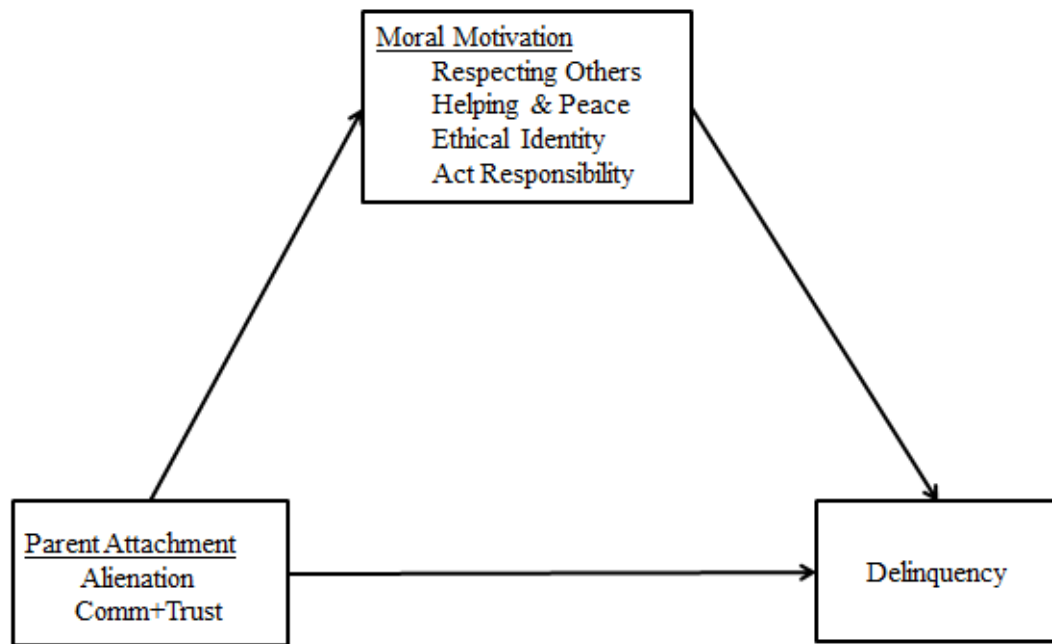 Moral Motivation
Respecting Others
Helping & Peace
Ethical Identity
Act Responsibility
Parent Attachment
Alienation
Comm+Trust
Delinquency